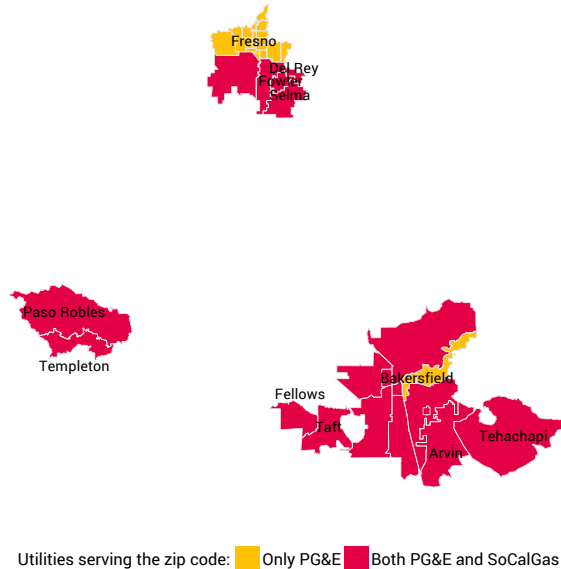 Fresno
Del Rey
Fowler
Selma
Paso Robles
Templeton
Bakersfield
Fellows
Taft
Tehachapi
Arvin
Utilities serving the zip code: Only PG&E Both PG&E and SoCalGas